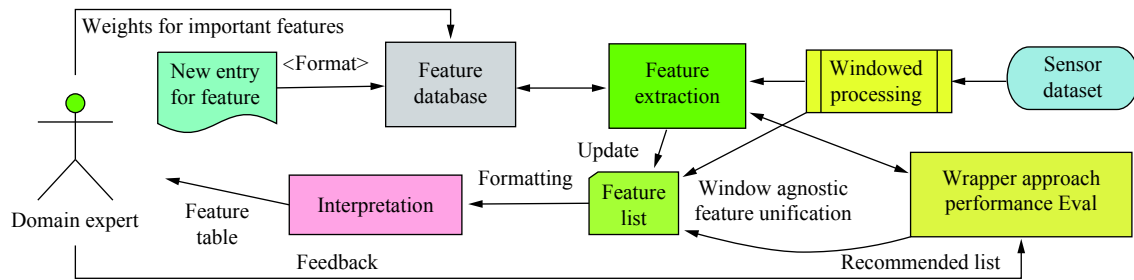 Weights for important features
New entry
for feature
<Format>
Feature
database
Feature
extraction
Windowed
processing
Sensor
dataset
Update
Domain expert
Feature
table
Interpretation
Formatting
Feature
list
Window agnostic
feature unification
Wrapper approach
performance Eval
Feedback
Recommended list